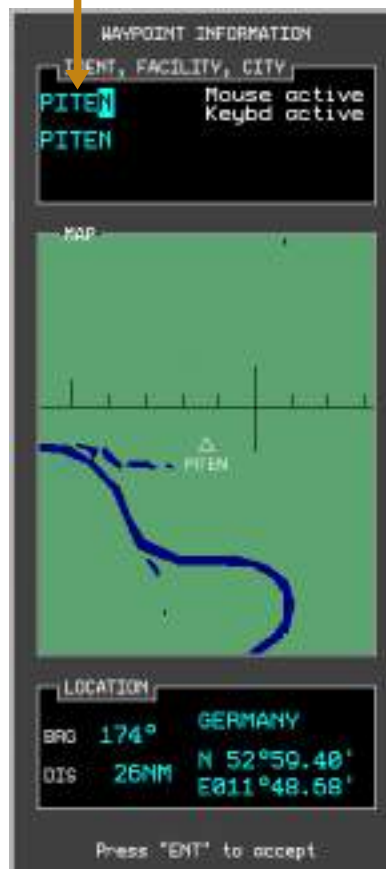 WAYPOINT INFORMATION
IDENT, FACILITY, CITY
PITEN
Mouse active
Keybd active
PITEN
MAP
PITEN
LOCATION
BRG 174° GERMANY
DIS 26NM N 52°59.40'
E011°48.68'
Press "ENT" to accept